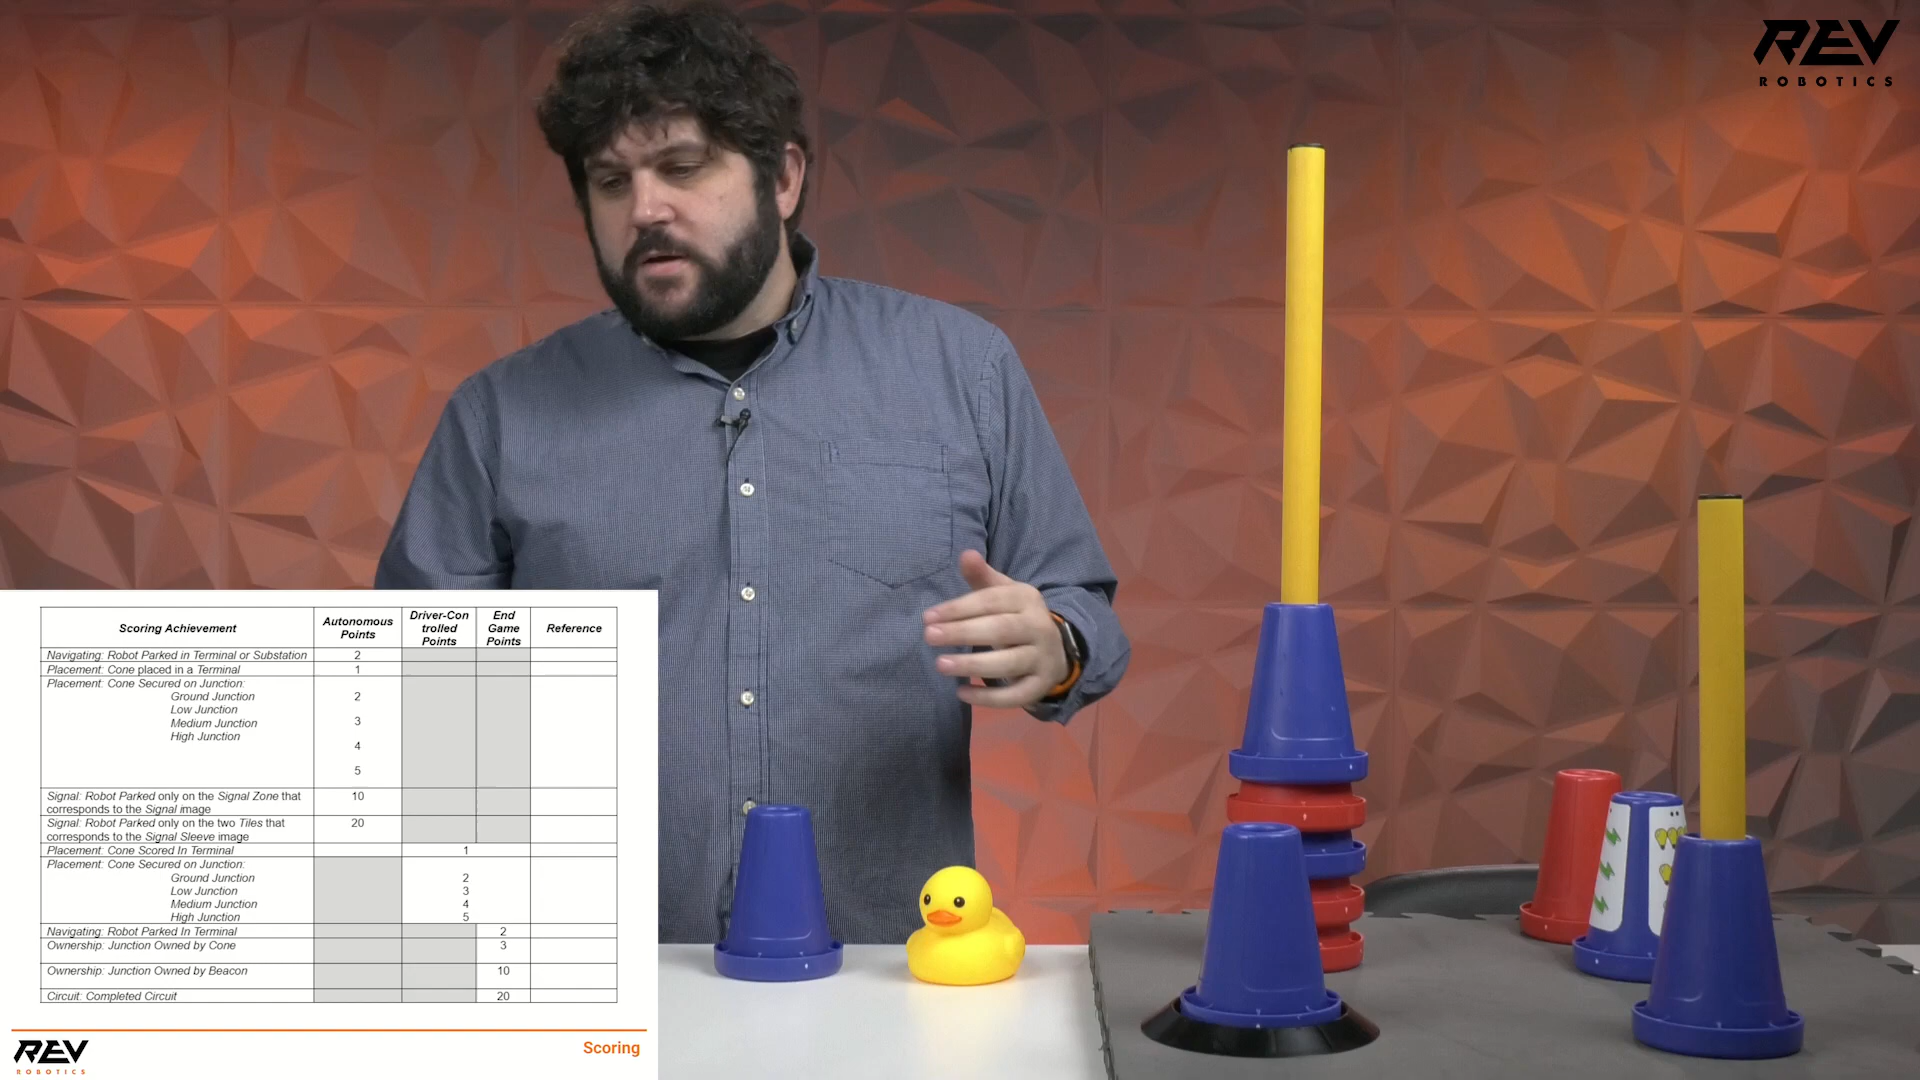 REV
ROBOTICS
Scoring Achievement
Autonomous
Points
Driver-Con
trolled
Points
End
Game
Points
Reference
Navigating: Robot Parked in Terminal or Substation 2
Placement: Cone placed in a Terminal 1
Placement: Cone Secured on Junction:
Ground Junction 2
Low Junction
Medium Junction 3
High Junction
4
5
Signal: Robot Parked only on the Signal Zone that 10
corresponds to the Signal image
Signal: Robot Parked only on the two Tiles that 20
corresponds to the Signal Sleeve image
Placement: Cone Scored In Terminal 1
Placement: Cone Secured on Junction:
Ground Junction 2
Low Junction 3
Medium Junction 4
High Junction 5
Navigating: Robot Parked In Terminal 2
Ownership: Junction Owned by Cone 3
Ownership: Junction Owned by Beacon 10
Circuit: Completed Circuit 20
REV
ROBOTICS
Scoring